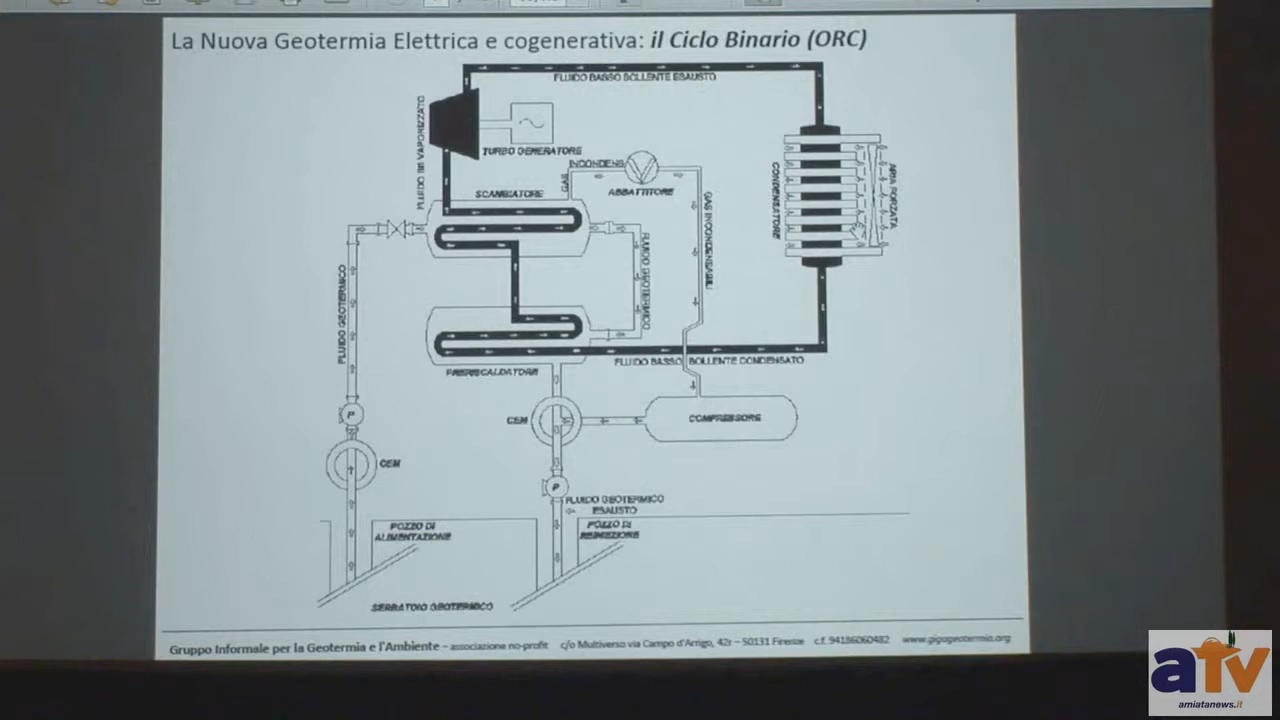 La Nuova Geotermia Elettrica e cogenerativa: il Ciclo Binario (ORC)
FLUIDO BASSO BOLLENTE ESAUSTO
FLUIDO BB VAPORIZZATO
TURBO GENERATORE
GAS
INCONDENS
ABBATTITORE
SCAMBIATORE
GAS INCONDENSABILI
CONDENSATORE
ARIA FORZATA
FLUIDO GEOTERMICO
FLUIDO GEOTERMICO
FLUIDO BASSO BOLLENTE CONDENSATO
PRERISCALDATORE
COMPRESSORE
CEM
P
CEM
P
FLUIDO GEOTERMICO
ESAUSTO
POZZO DI
ALIMENTAZIONE
POZZO DI
REINIEZIONE
SERBATOIO GEOTERMICO
Gruppo Informale per la Geotermia e l'Ambiente – associazione no-profit c/o Multiverso via Campo d'Arrigo, 42r – 50131 Firenze c.f. 94186060482 www.gigageotermia.org
aTv
amiatanews.it